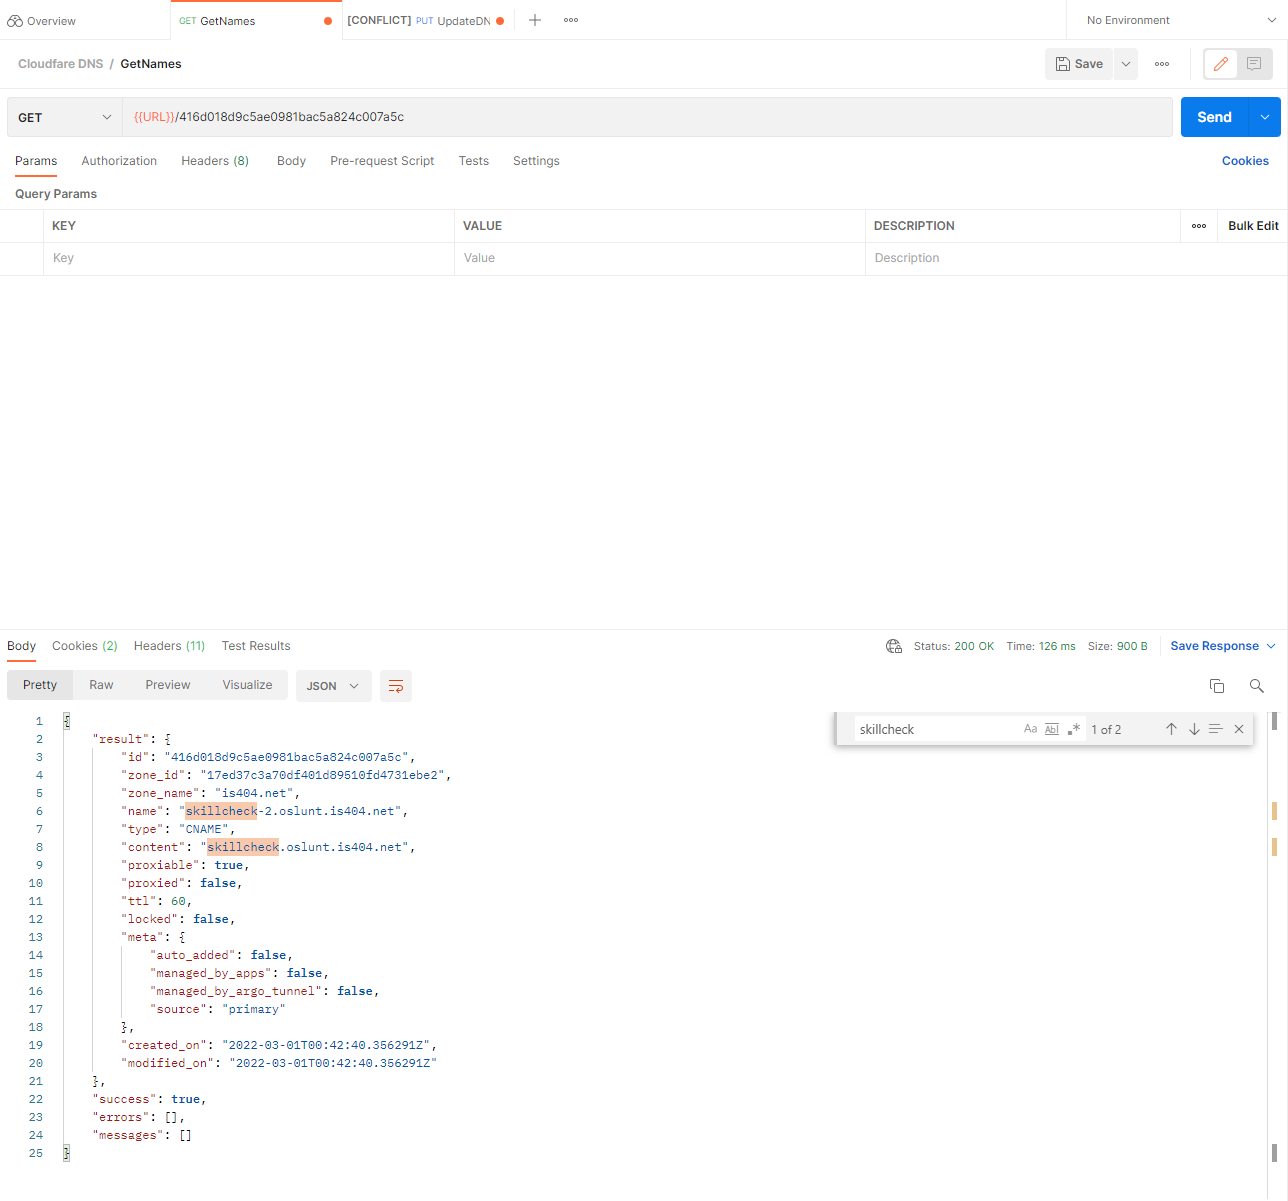 Overview
GET GetNames
[CONFLICT] PUT UpdateDN
No Environment
Cloudfare DNS / GetNames
Save
GET
{{URL}}/416d018d9c5ae0981bac5a824c007a5c
Send
Params Authorization Headers (8) Body Pre-request Script Tests Settings
Cookies
Query Params
KEY VALUE DESCRIPTION Bulk Edit
Key Value Description
Body Cookies (2) Headers (11) Test Results
Status: 200 OK Time: 126 ms Size: 900 B Save Response
Pretty Raw Preview Visualize JSON
skillcheck Aa Abl .* 1 of 2
1 {
2 "result": {
3 "id": "416d018d9c5ae0981bac5a824c007a5c",
4 "zone_id": "17ed37c3a70df401d89510fd4731ebe2",
5 "zone_name": "is404.net",
6 "name": "skillcheck-2.oslunt.is404.net",
7 "type": "CNAME",
8 "content": "skillcheck.oslunt.is404.net",
9 "proxiable": true,
10 "proxied": false,
11 "ttl": 60,
12 "locked": false,
13 "meta": {
14 "auto_added": false,
15 "managed_by_apps": false,
16 "managed_by_argo_tunnel": false,
17 "source": "primary"
18 },
19 "created_on": "2022-03-01T00:42:40.356291Z",
20 "modified_on": "2022-03-01T00:42:40.356291Z"
21 },
22 "success": true,
23 "errors": [],
24 "messages": []
25 }